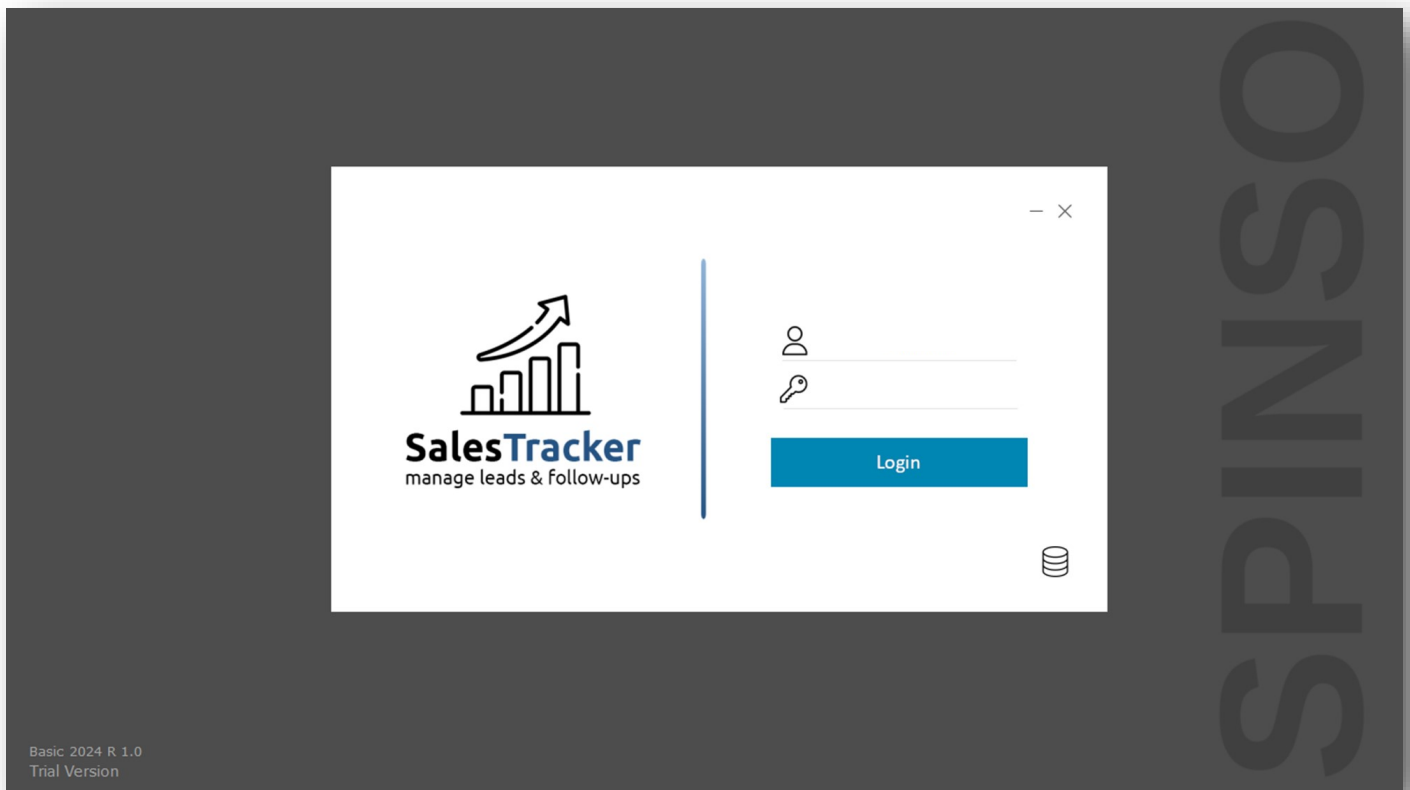 SalesTracker
manage leads & follow-ups
Login
SPINSO
Basic 2024 R 1.0
Trial Version